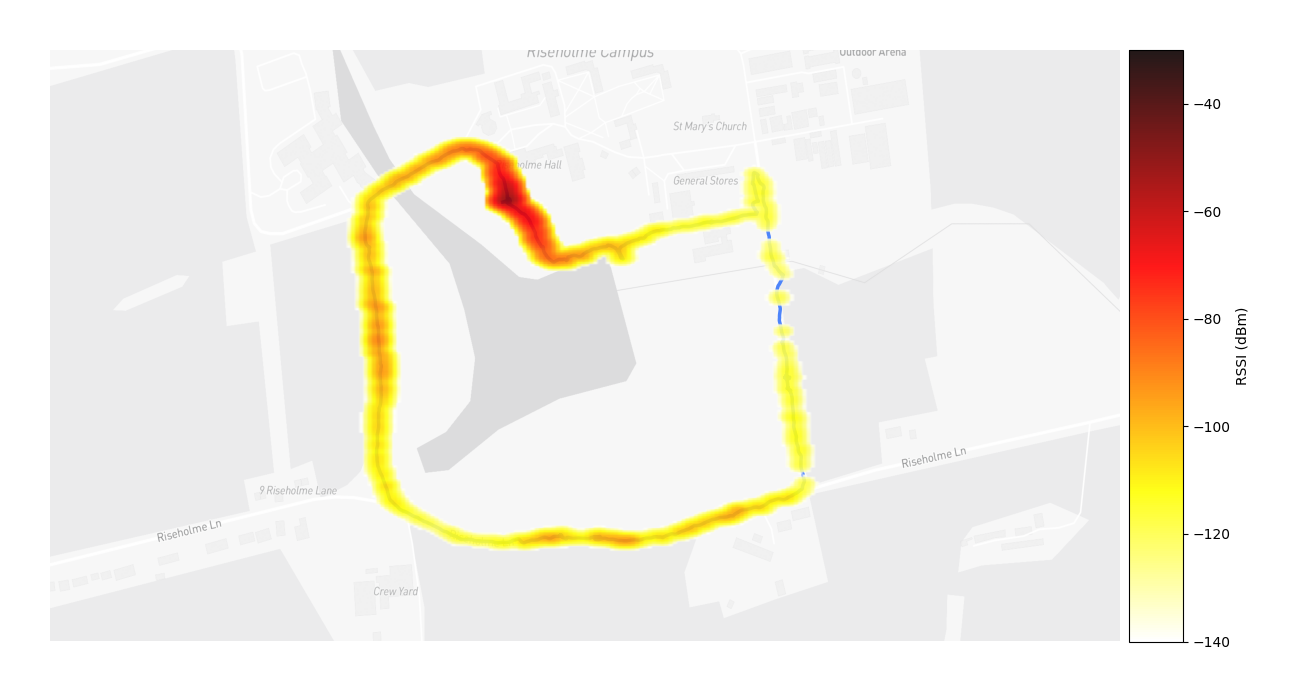 Riseholme Campus
Outdoor Arena
St Mary's Church
holme Hall
General Stores
Riseholme Ln
9 Riseholme Lane
Riseholme Ln
Crew Yard
−40
−60
−80
−100
−120
−140
RSSI (dBm)